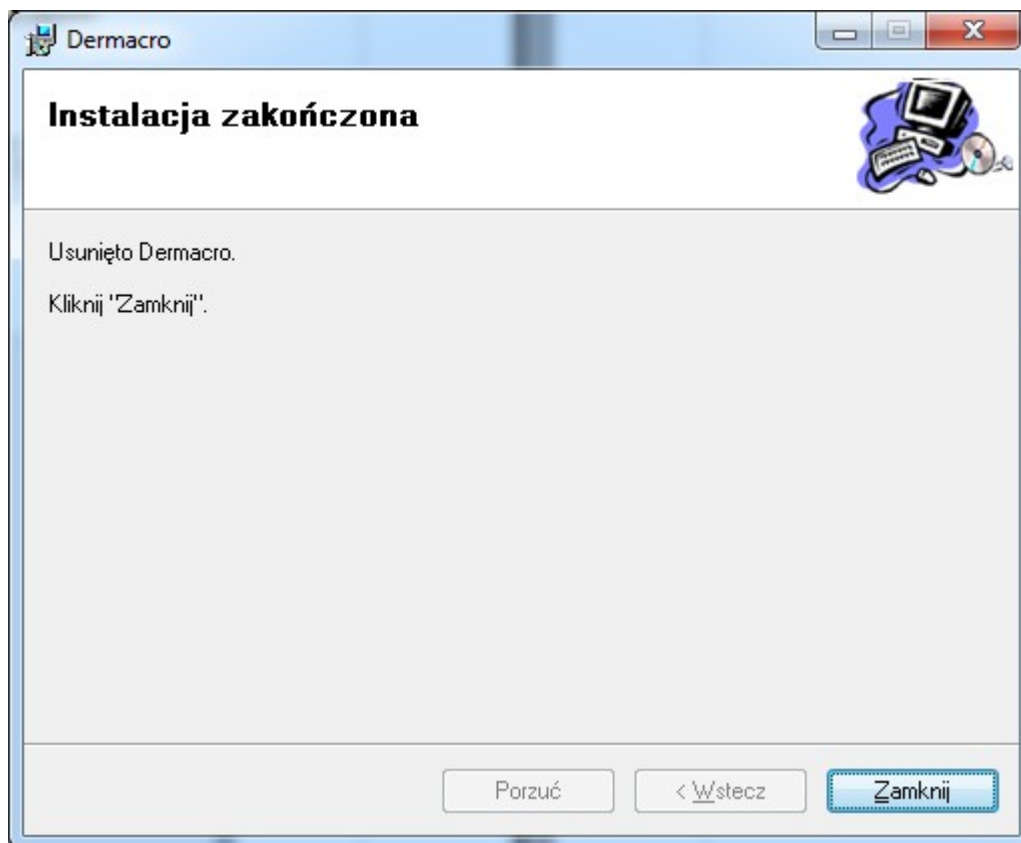 Dermacro
Instalacja zakończona
Usunięto Dermacro.
Kliknij "Zamknij".
Porzuć
< Wstecz
Zamknij